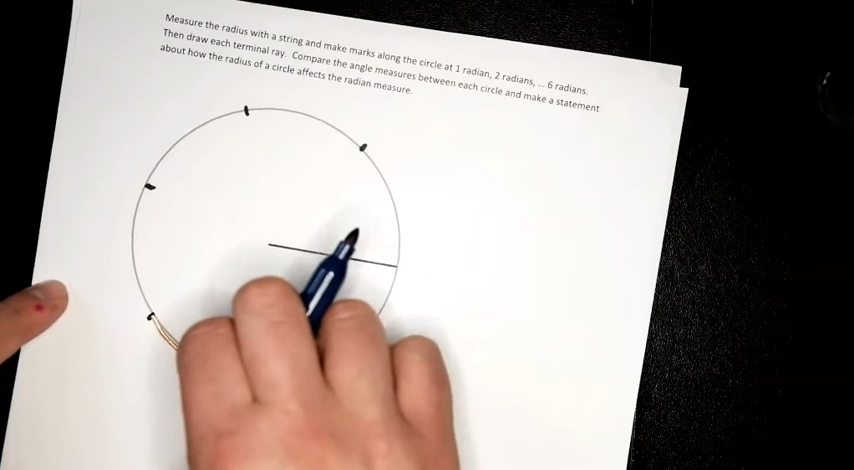 Measure the radius with a string and make marks along the circle at 1 radian, 2 radians, ... 6 radians.
Then draw each terminal ray. Compare the angle measures between each circle and make a statement
about how the radius of a circle affects the radian measure.